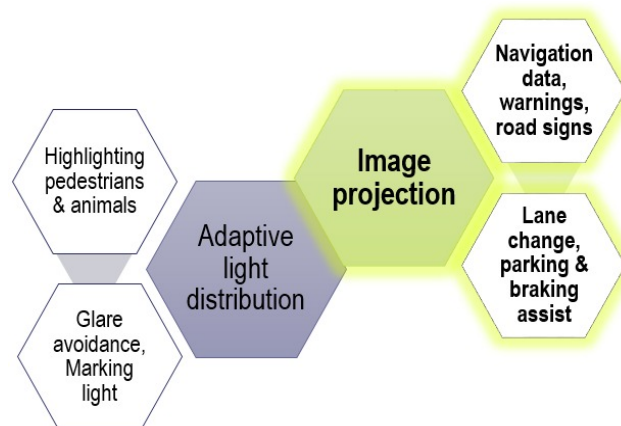 Highlighting
pedestrians
& animals
Glare
avoidance,
Marking
light
Adaptive
light
distribution
Image
projection
Navigation
data,
warnings,
road signs
Lane
change,
parking &
braking
assist